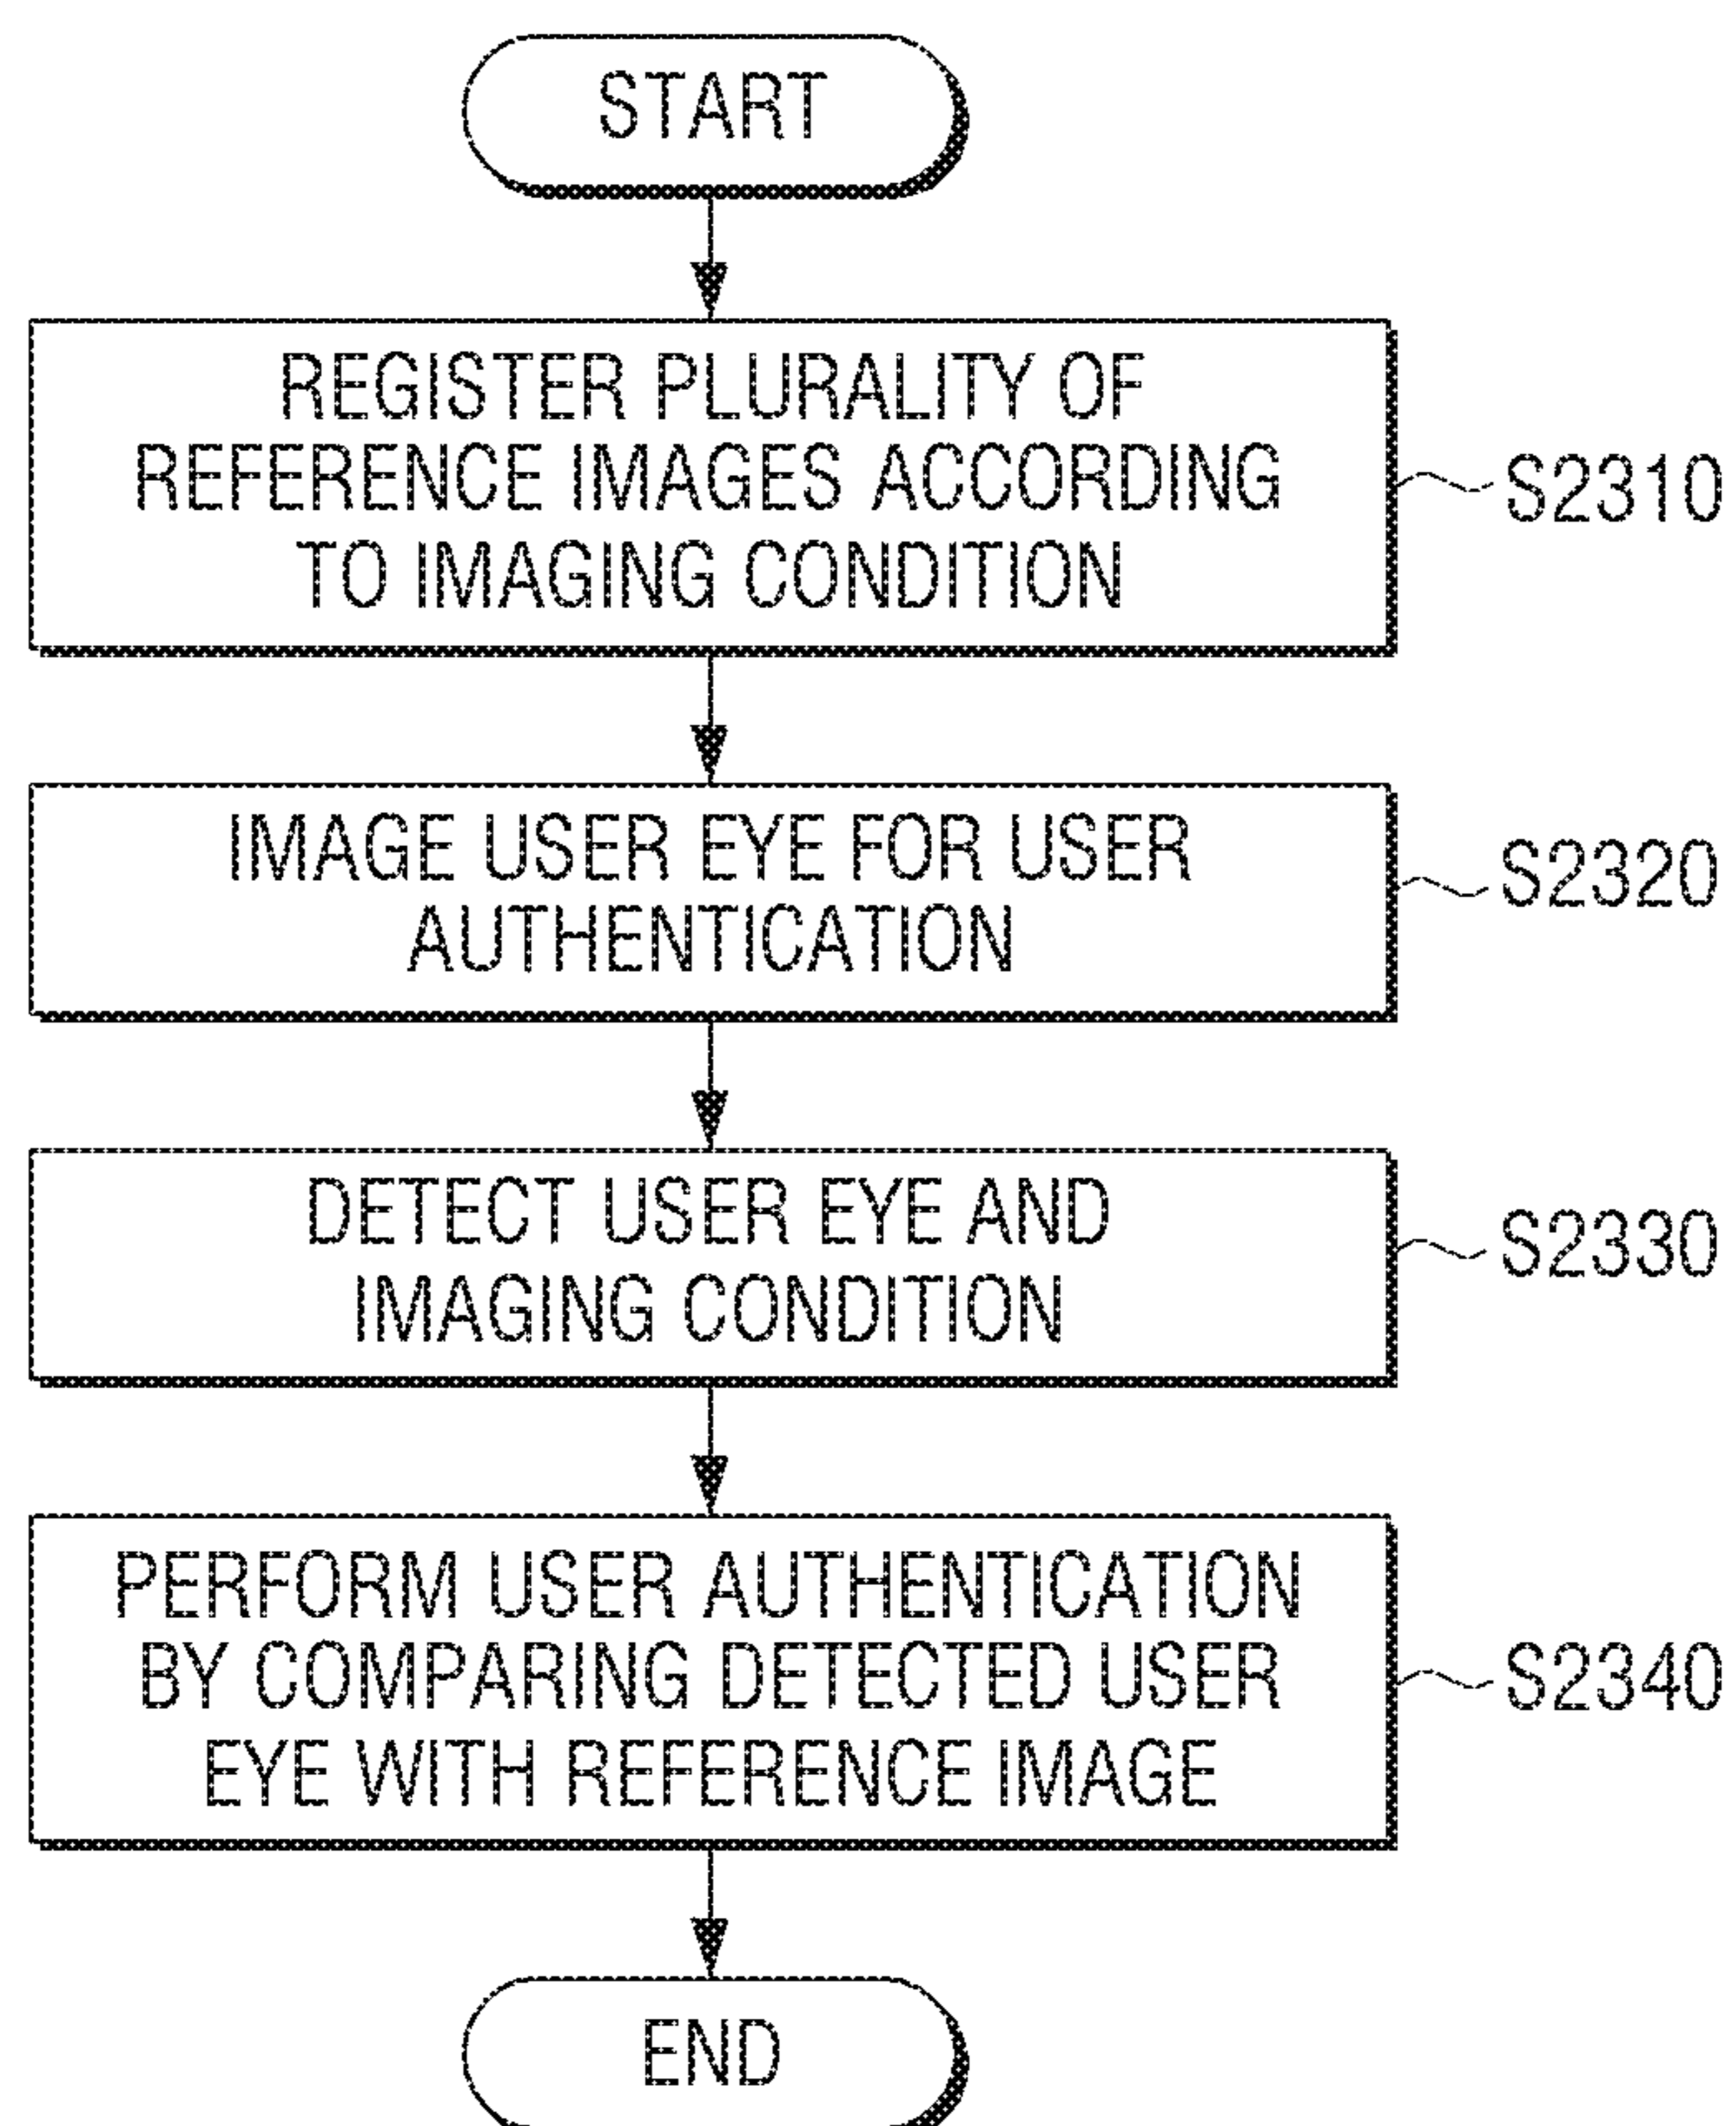 START
REGISTER PLURALITY OF
REFERENCE IMAGES ACCORDING
TO IMAGING CONDITION
S2310
IMAGE USER EYE FOR USER
AUTHENTICATION
S2320
DETECT USER EYE AND
IMAGING CONDITION
S2330
PERFORM USER AUTHENTICATION
BY COMPARING DETECTED USER
EYE WITH REFERENCE IMAGE
S2340
END